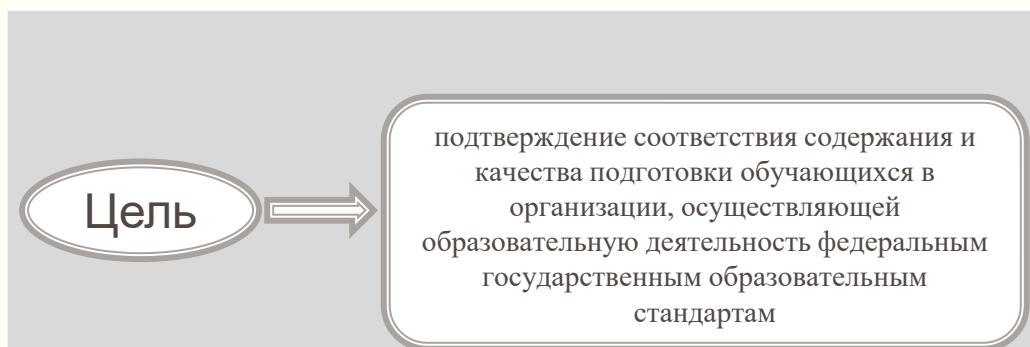 Цель
подтверждение соответствия содержания и
качества подготовки обучающихся в
организации, осуществляющей
образовательную деятельность федеральным
государственным образовательным
стандартам